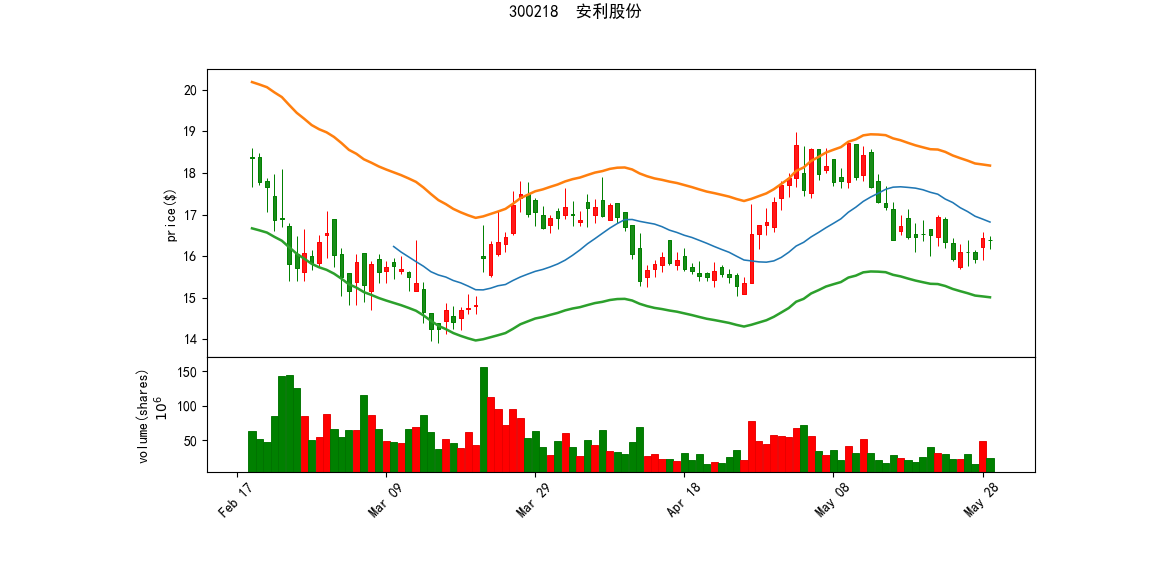 300218  安利股份
20
19
18
17
16
15
14
price($)
150
100
50
volume(shares)
10^6
Feb 17
Mar 09
Mar 29
Apr 18
May 08
May 28